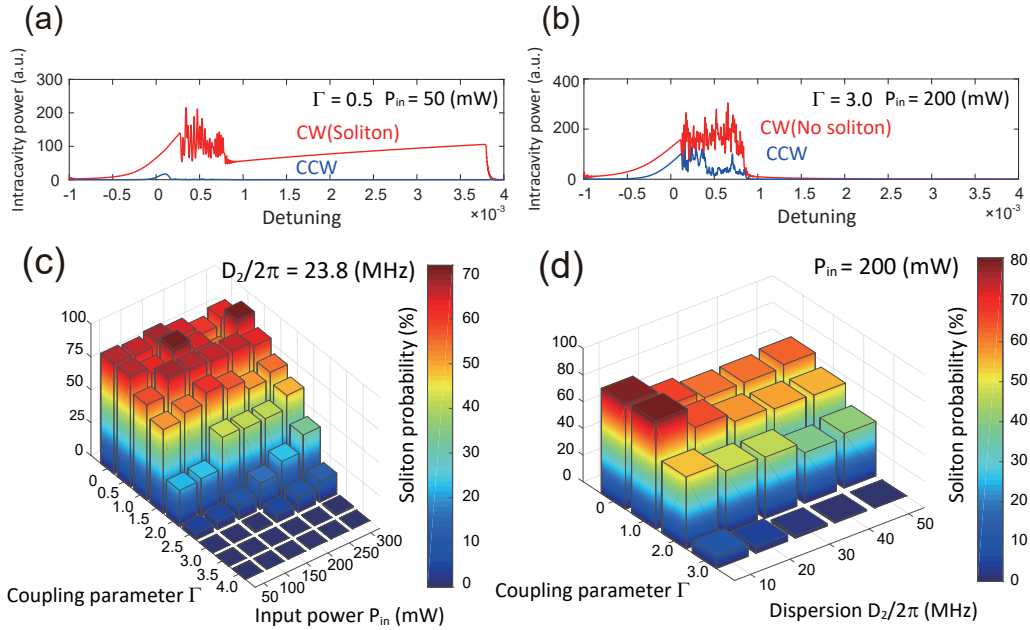 (a)
Intracavity power (a.u.)
300
200
100
0
Γ = 0.5 P_in = 50 (mW)
CW(Soliton)
CCW
-1 -0.5 0 0.5 1 1.5 2 2.5 3 3.5 4
Detuning
×10⁻³
(b)
Intracavity power (a.u.)
400
200
0
Γ = 3.0 P_in = 200 (mW)
CW(No soliton)
CCW
-1 -0.5 0 0.5 1 1.5 2 2.5 3 3.5 4
Detuning
×10⁻³
(c)
D₂/2π = 23.8 (MHz)
100
75
50
25
0
0
0.5
1.0
1.5
2.0
2.5
3.0
3.5
4.0
Coupling parameter Γ
50
100
150
200
250
300
Input power P_in (mW)
Soliton probability (%)
70
60
50
40
30
20
10
0
(d)
P_in = 200 (mW)
100
80
60
40
20
0
0
1.0
2.0
3.0
Coupling parameter Γ
10
20
30
40
50
Dispersion D₂/2π (MHz)
Soliton probability (%)
80
70
60
50
40
30
20
10
0